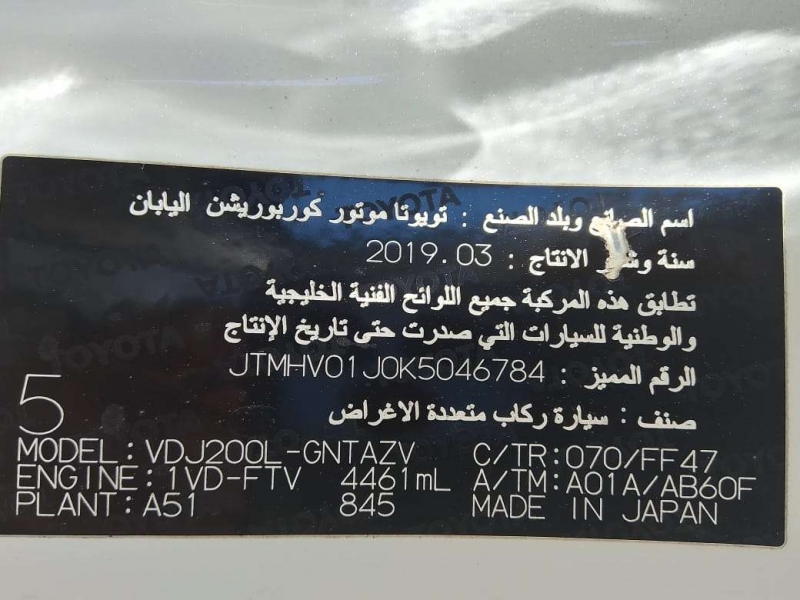 اسم الصانع وبلد الصنع : تويوتا موتور كوربوريشن اليابان
سنة وشهر الانتاج : 2019.03
تطابق هذه المركبة جميع اللوائح الفنية الخليجية
والوطنية للسيارات التي صدرت حتى تاريخ الإنتاج
الرقم المميز : JTMHV01J0K5046784
صنف : سيارة ركاب متعددة الاغراض
5
MODEL:VDJ200L-GNTAZV C/TR:070/FF47
ENGINE:1VD-FTV 4461mL A/TM:A01A/AB60F
PLANT:A51 845 MADE IN JAPAN